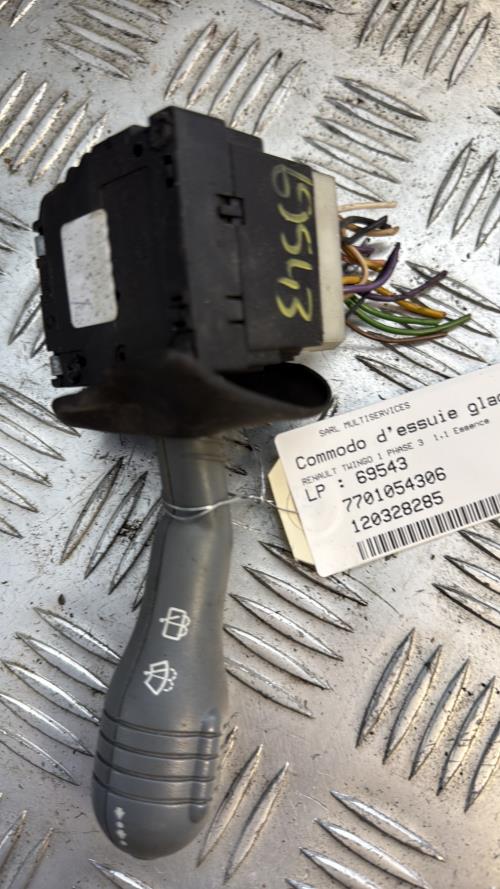 69543
SARL MULTISERVICES
Commodo d'essuie glac
RENAULT TWINGO 1 PHASE 3 1.1 Essence
LP : 69543
7701054306
120328285